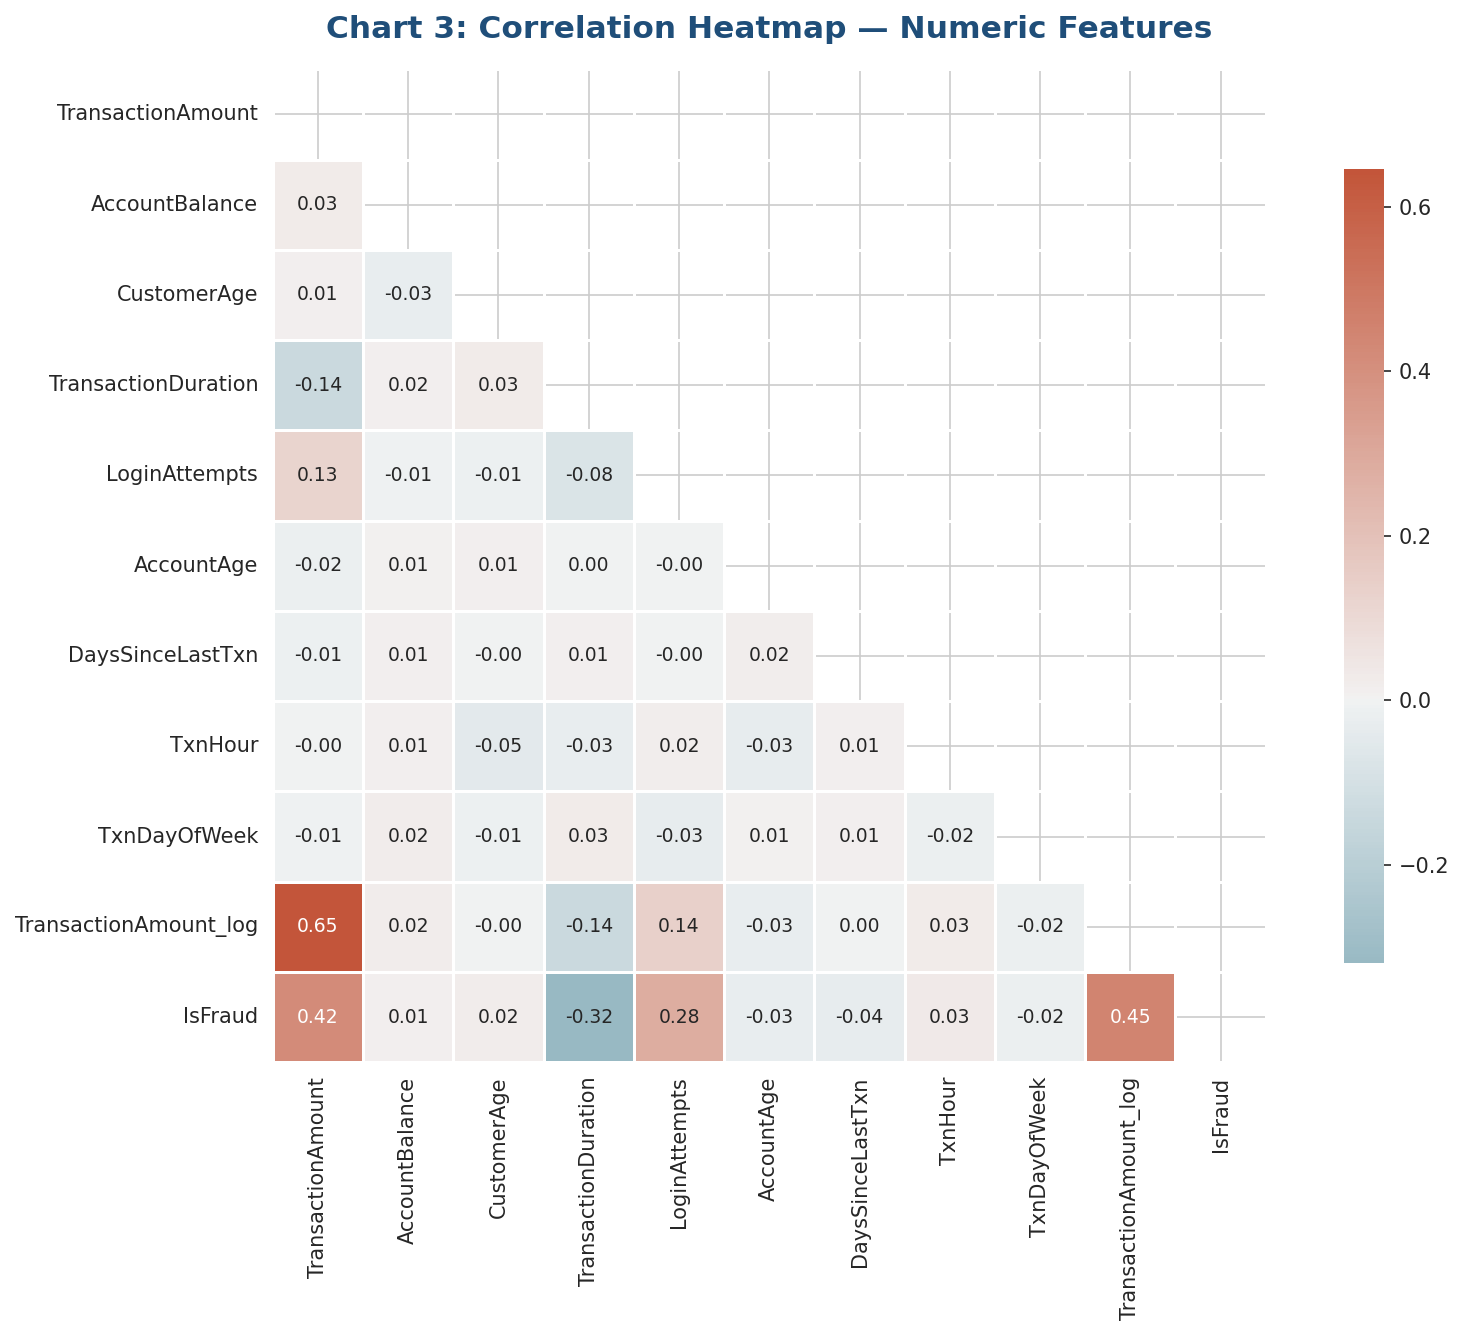 Chart 3: Correlation Heatmap — Numeric Features
TransactionAmount
AccountBalance 0.03
CustomerAge 0.01 -0.03
TransactionDuration -0.14 0.02 0.03
LoginAttempts 0.13 -0.01 -0.01 -0.08
AccountAge -0.02 0.01 0.01 0.00 -0.00
DaysSinceLastTxn -0.01 0.01 -0.00 0.01 -0.00 0.02
TxnHour -0.00 0.01 -0.05 -0.03 0.02 -0.03 0.01
TxnDayOfWeek -0.01 0.02 -0.01 0.03 -0.03 0.01 0.01 -0.02
TransactionAmount_log 0.65 0.02 -0.00 -0.14 0.14 -0.03 0.00 0.03 -0.02
IsFraud 0.42 0.01 0.02 -0.32 0.28 -0.03 -0.04 0.03 -0.02 0.45
TransactionAmount
AccountBalance
CustomerAge
TransactionDuration
LoginAttempts
AccountAge
DaysSinceLastTxn
TxnHour
TxnDayOfWeek
TransactionAmount_log
IsFraud
0.6
0.4
0.2
0.0
−0.2